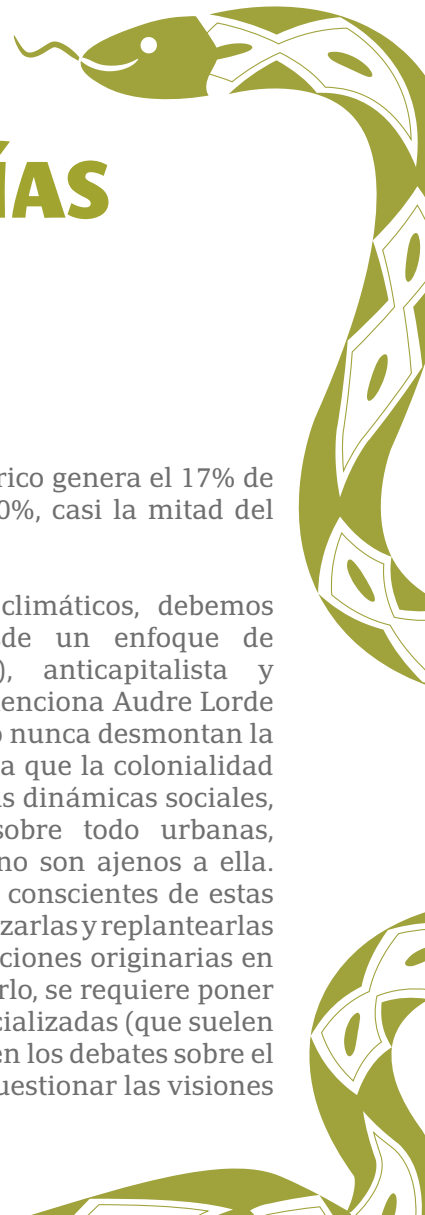 ÍAS
rico genera el 17% de
0%, casi la mitad del
climáticos, debemos
sde un enfoque de
), anticapitalista y
enciona Audre Lorde
o nunca desmontan la
a que la colonialidad
as dinámicas sociales,
sobre todo urbanas,
no son ajenos a ella.
conscientes de estas
zarlas y replantearlas
ciones originarias en
rlo, se requiere poner
cializadas (que suelen
en los debates sobre el
uestionar las visiones